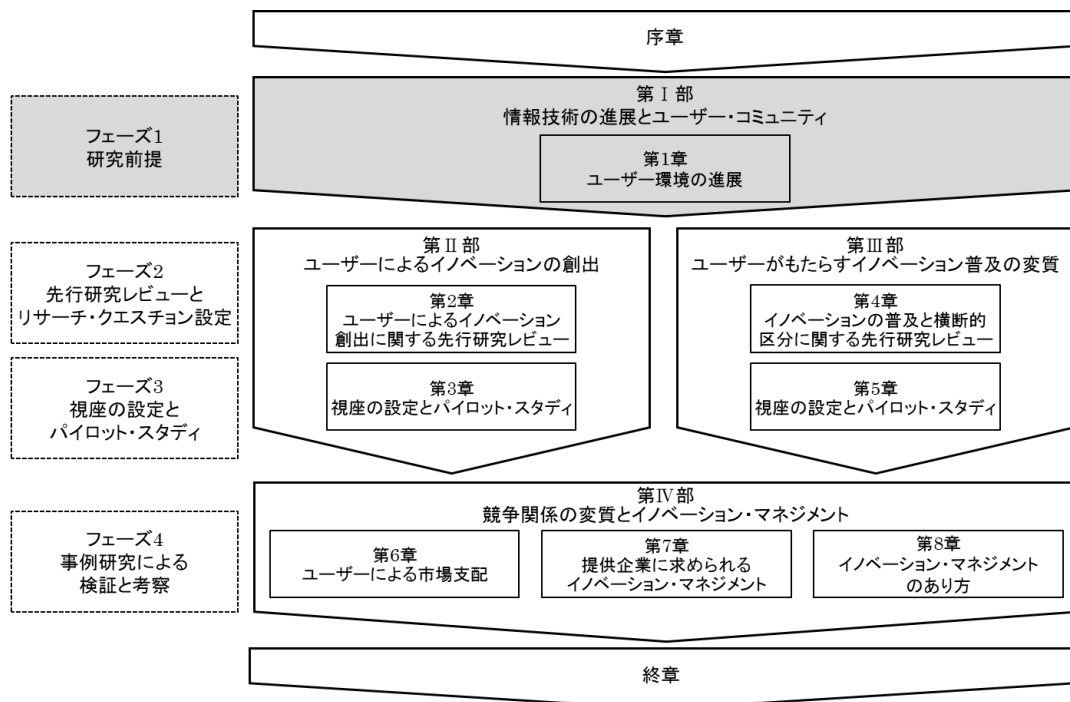 序章
フェーズ1
研究前提
第Ⅰ部
情報技術の進展とユーザー・コミュニティ
第1章
ユーザー環境の進展
フェーズ2
先行研究レビューと
リサーチ・クエスチョン設定
第Ⅱ部
ユーザーによるイノベーションの創出
第2章
ユーザーによるイノベーション
創出に関する先行研究レビュー
第Ⅲ部
ユーザーがもたらすイノベーション普及の変質
第4章
イノベーションの普及と横断的
区分に関する先行研究レビュー
フェーズ3
視座の設定と
パイロット・スタディ
第3章
視座の設定とパイロット・スタディ
第5章
視座の設定とパイロット・スタディ
フェーズ4
事例研究による
検証と考察
第Ⅳ部
競争関係の変質とイノベーション・マネジメント
第6章
ユーザーによる市場支配
第7章
提供企業に求められる
イノベーション・マネジメント
第8章
イノベーション・マネジメント
のあり方
終章